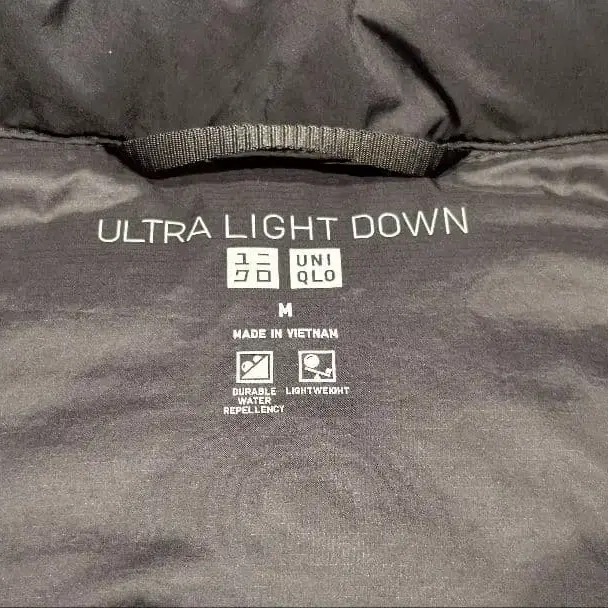 ULTRA LIGHT DOWN
ユニ UNI
クロ QLO
M
MADE IN VIETNAM
DURABLE LIGHTWEIGHT
WATER
REPELLENCY